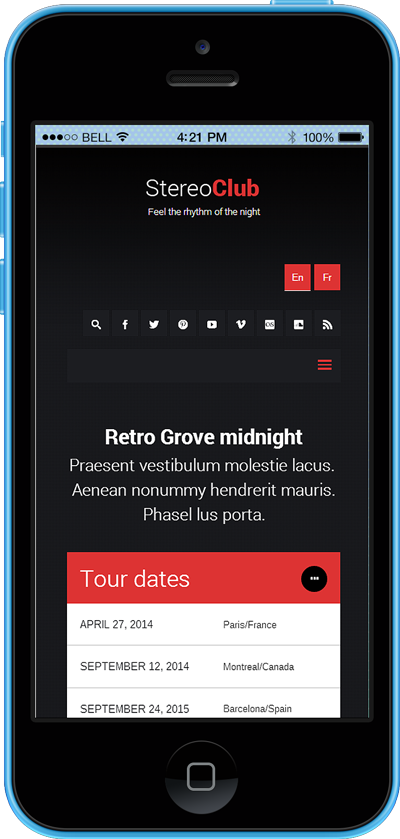 BELL 4:21 PM 100%
StereoClub
Feel the rhythm of the night
En Fr
Retro Grove midnight
Praesent vestibulum molestie lacus.
Aenean nonummy hendrerit mauris.
Phasel lus porta.
Tour dates
APRIL 27, 2014 Paris/France
SEPTEMBER 12, 2014 Montreal/Canada
SEPTEMBER 24, 2015 Barcelona/Spain